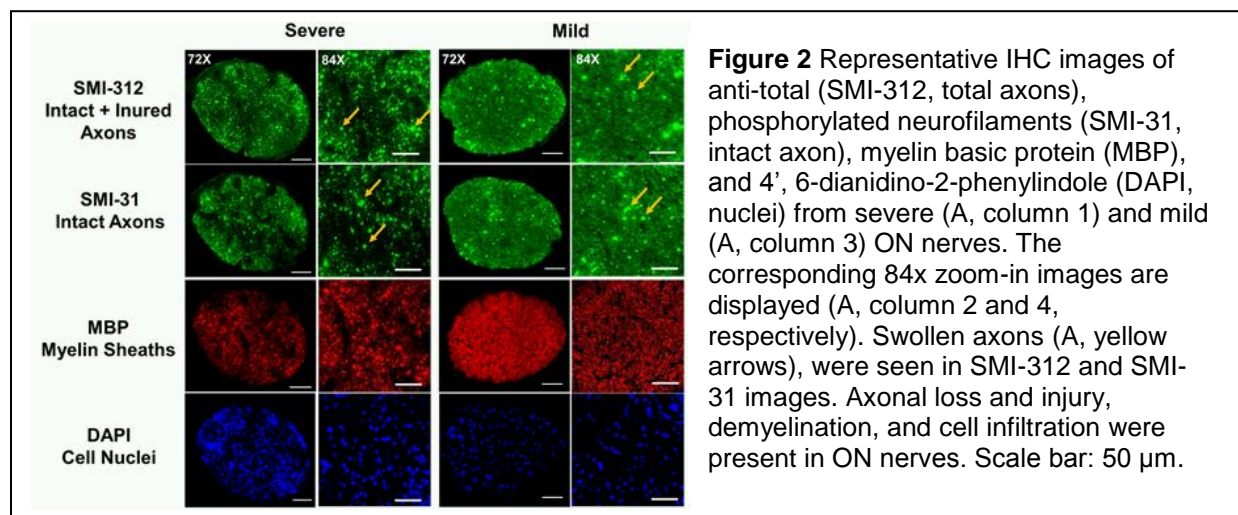 Severe
Mild
72X
84X
72X
84X
SMI-312
Intact + Inured
Axons
SMI-31
Intact Axons
MBP
Myelin Sheaths
DAPI
Cell Nuclei
Figure 2 Representative IHC images of
anti-total (SMI-312, total axons),
phosphorylated neurofilaments (SMI-31,
intact axon), myelin basic protein (MBP),
and 4’, 6-dianidino-2-phenylindole (DAPI,
nuclei) from severe (A, column 1) and mild
(A, column 3) ON nerves. The
corresponding 84x zoom-in images are
displayed (A, column 2 and 4,
respectively). Swollen axons (A, yellow
arrows), were seen in SMI-312 and SMI-
31 images. Axonal loss and injury,
demyelination, and cell infiltration were
present in ON nerves. Scale bar: 50 µm.